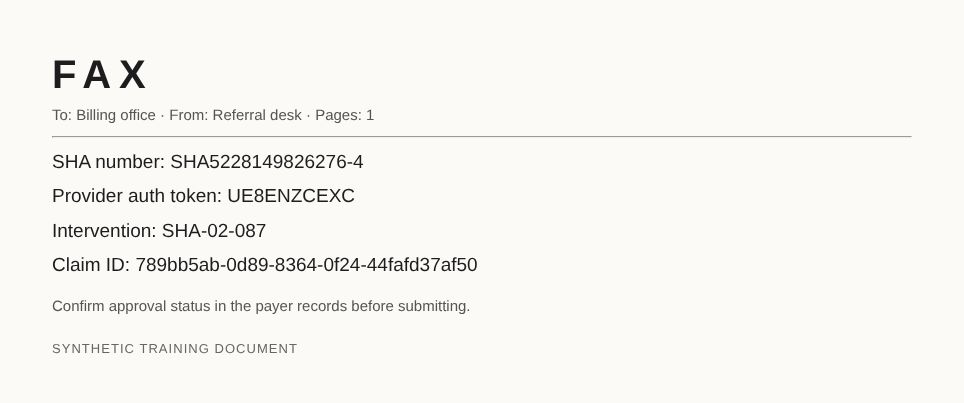 FAX
To: Billing office · From: Referral desk · Pages: 1
SHA number: SHA5228149826276-4
Provider auth token: UE8ENZCEXC
Intervention: SHA-02-087
Claim ID: 789bb5ab-0d89-8364-0f24-44fafd37af50
Confirm approval status in the payer records before submitting.
SYNTHETIC TRAINING DOCUMENT